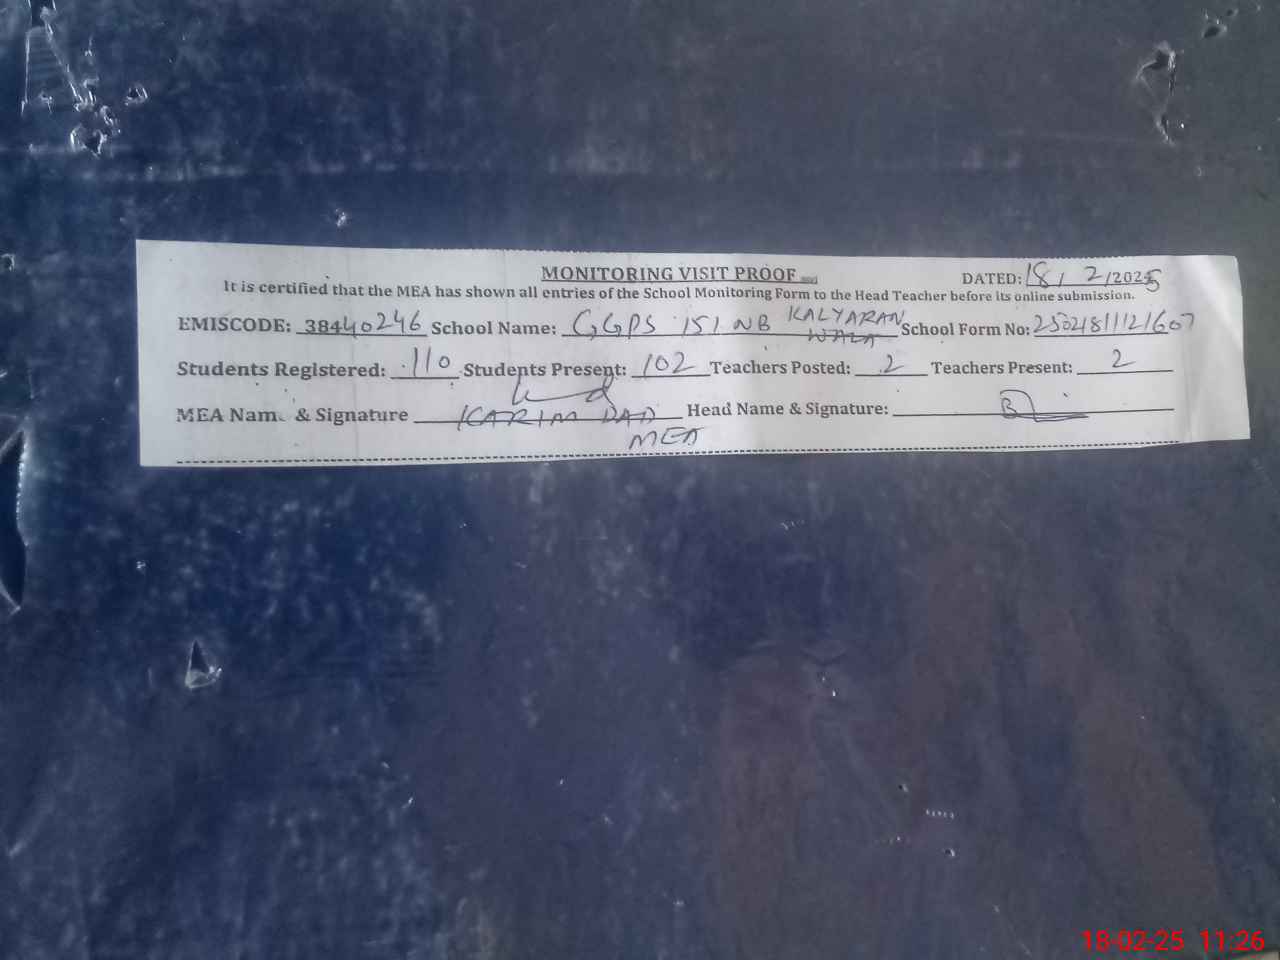 MONITORING VISIT PROOF DATED: 18/2/2025
It is certified that the MEA has shown all entries of the School Monitoring Form to the Head Teacher before its online submission.
EMISCODE: 38440246 School Name: GGPS 151 NB KALYARAN WALA School Form No: 2502181121607
Students Registered: 110 Students Present: 102 Teachers Posted: 2 Teachers Present: 2
MEA Name & Signature KARIM DAD Head Name & Signature:
MEA
18-02-25 11:26